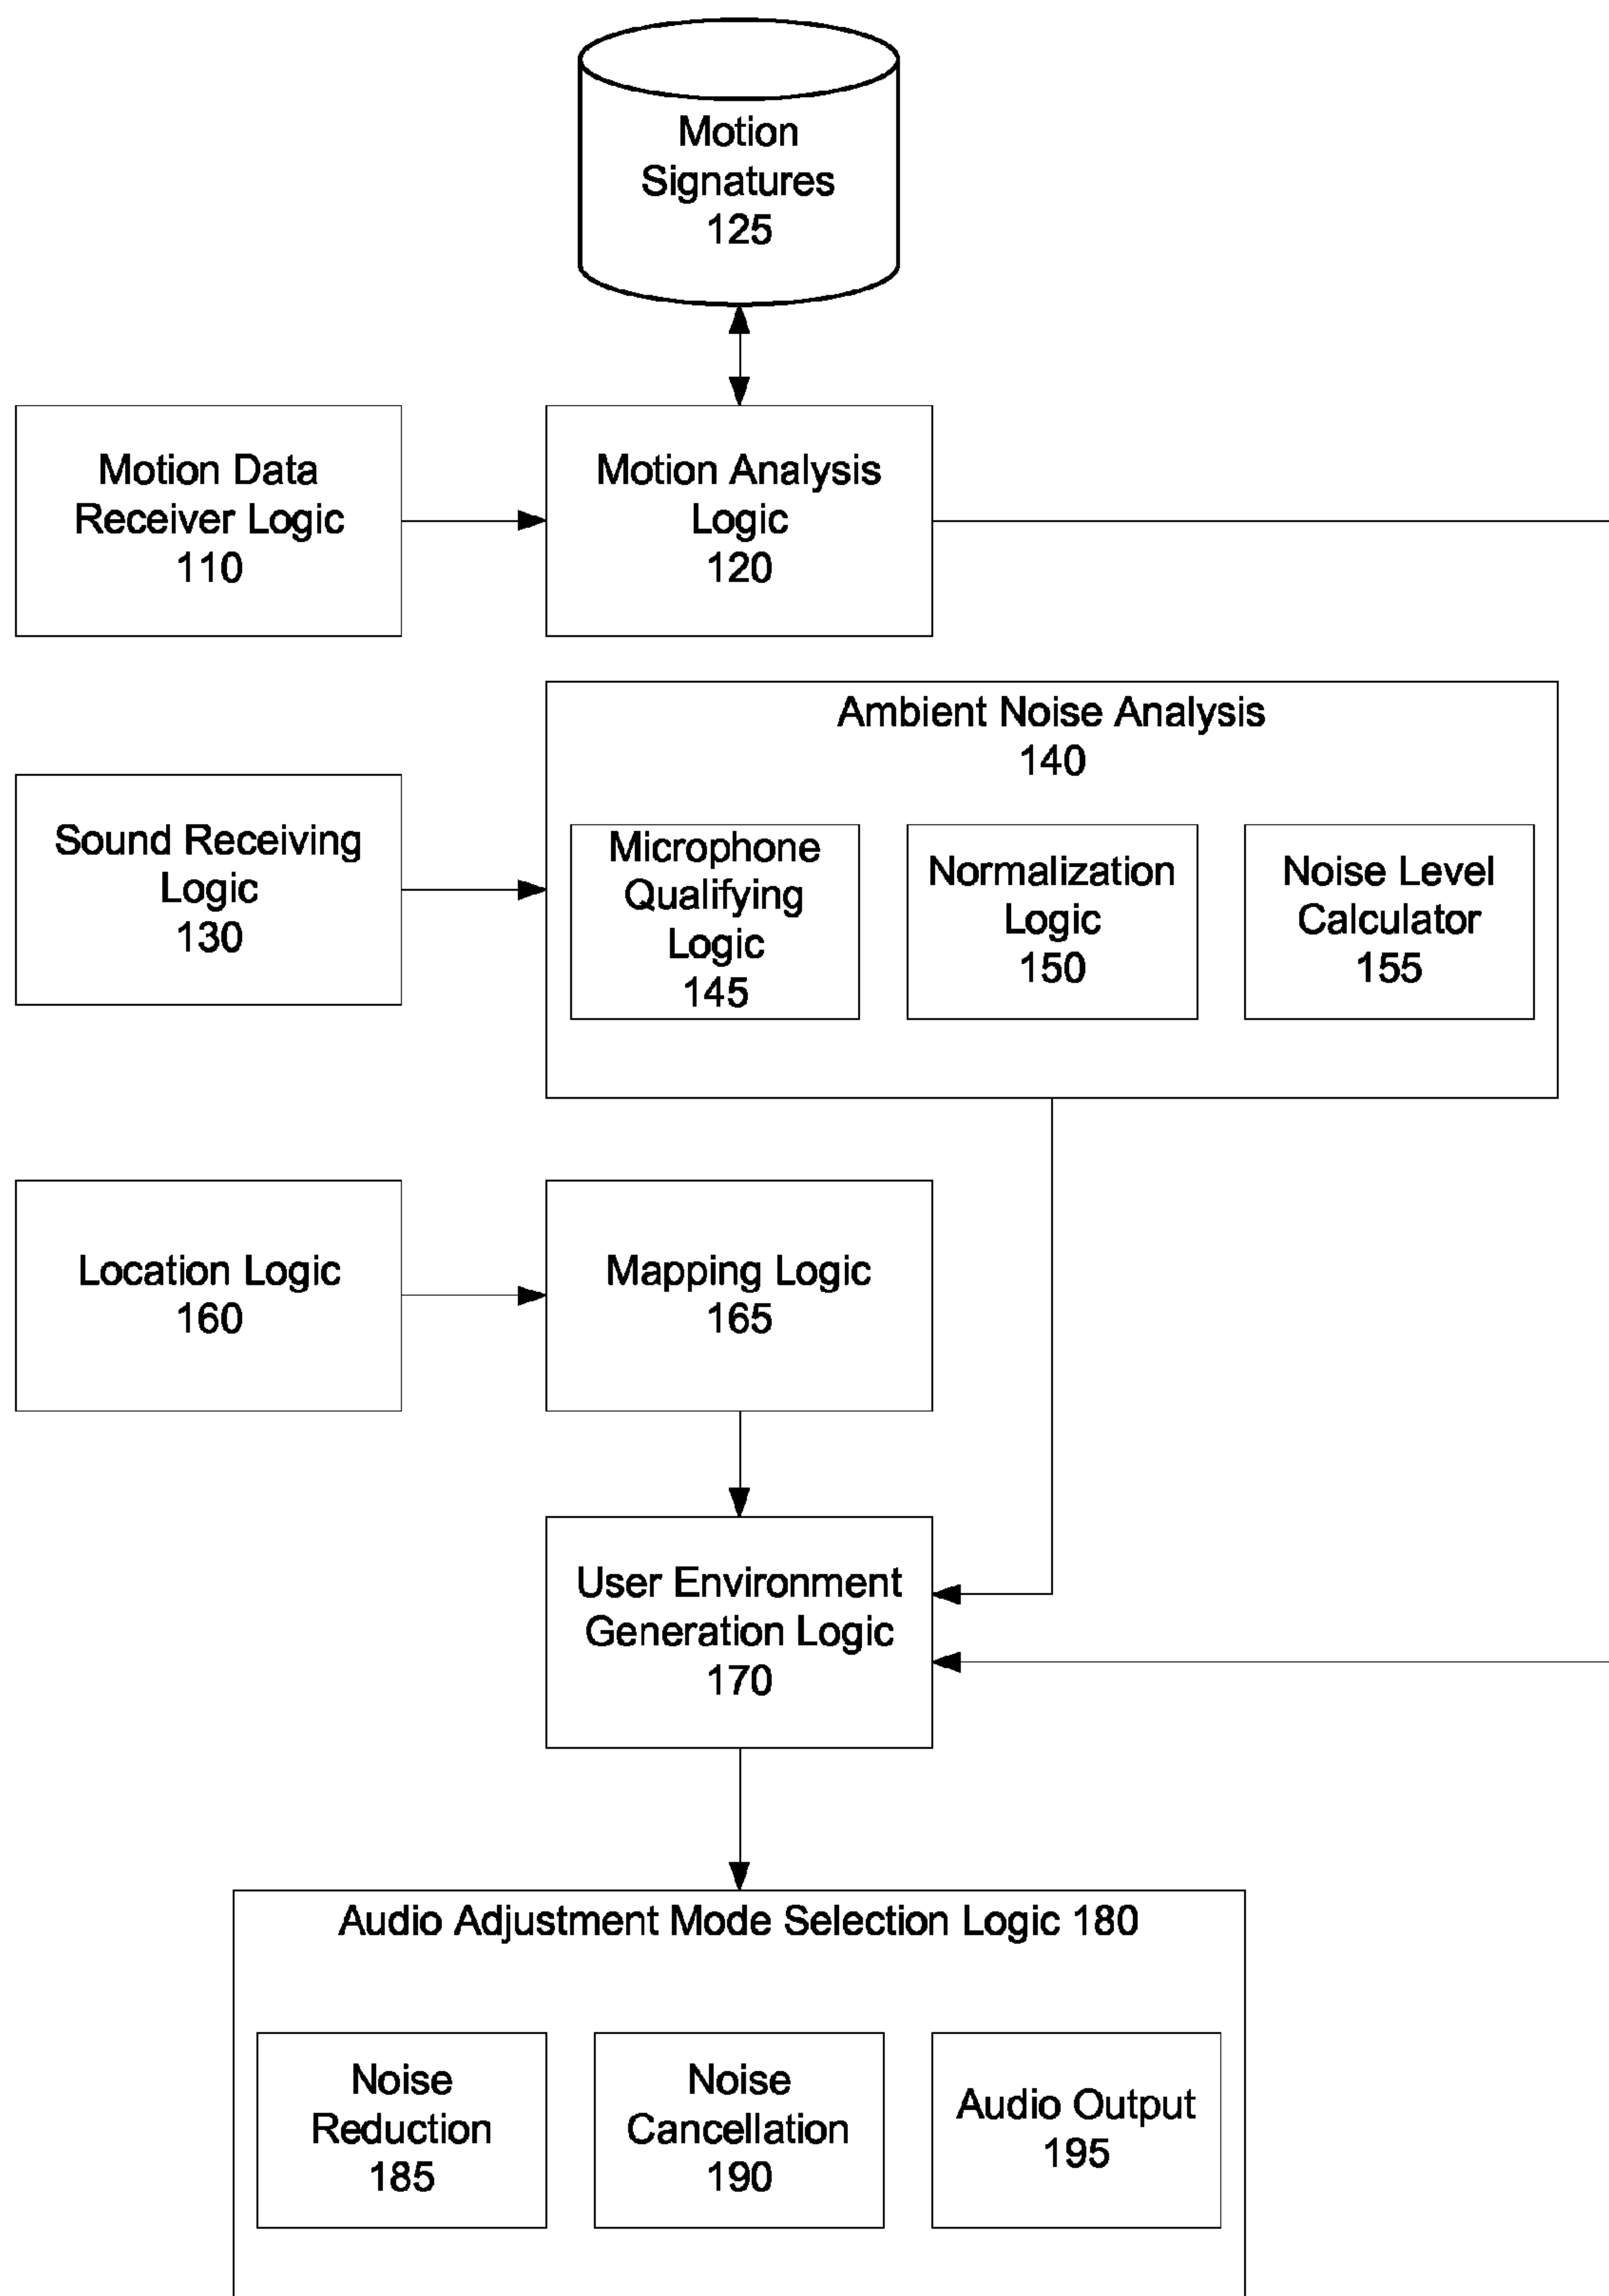 Motion
Signatures
125
Motion Data
Receiver Logic
110
Motion Analysis
Logic
120
Ambient Noise Analysis
140
Sound Receiving
Logic
130
Microphone
Qualifying
Logic
145
Normalization
Logic
150
Noise Level
Calculator
155
Location Logic
160
Mapping Logic
165
User Environment
Generation Logic
170
Audio Adjustment Mode Selection Logic 180
Noise
Reduction
185
Noise
Cancellation
190
Audio Output
195